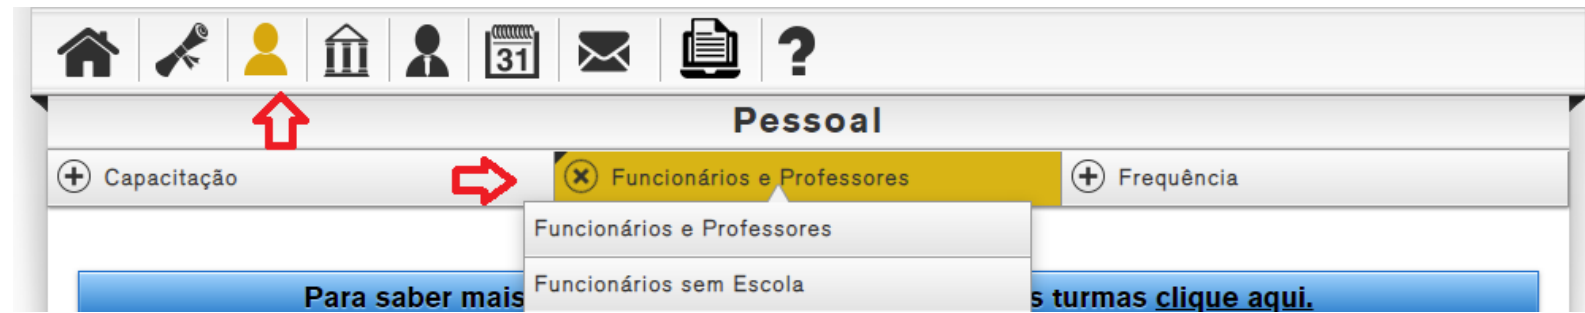 31
?
Pessoal
Capacitação
Funcionários e Professores
Frequência
Funcionários e Professores
Funcionários sem Escola
Para saber mais
s turmas clique aqui.